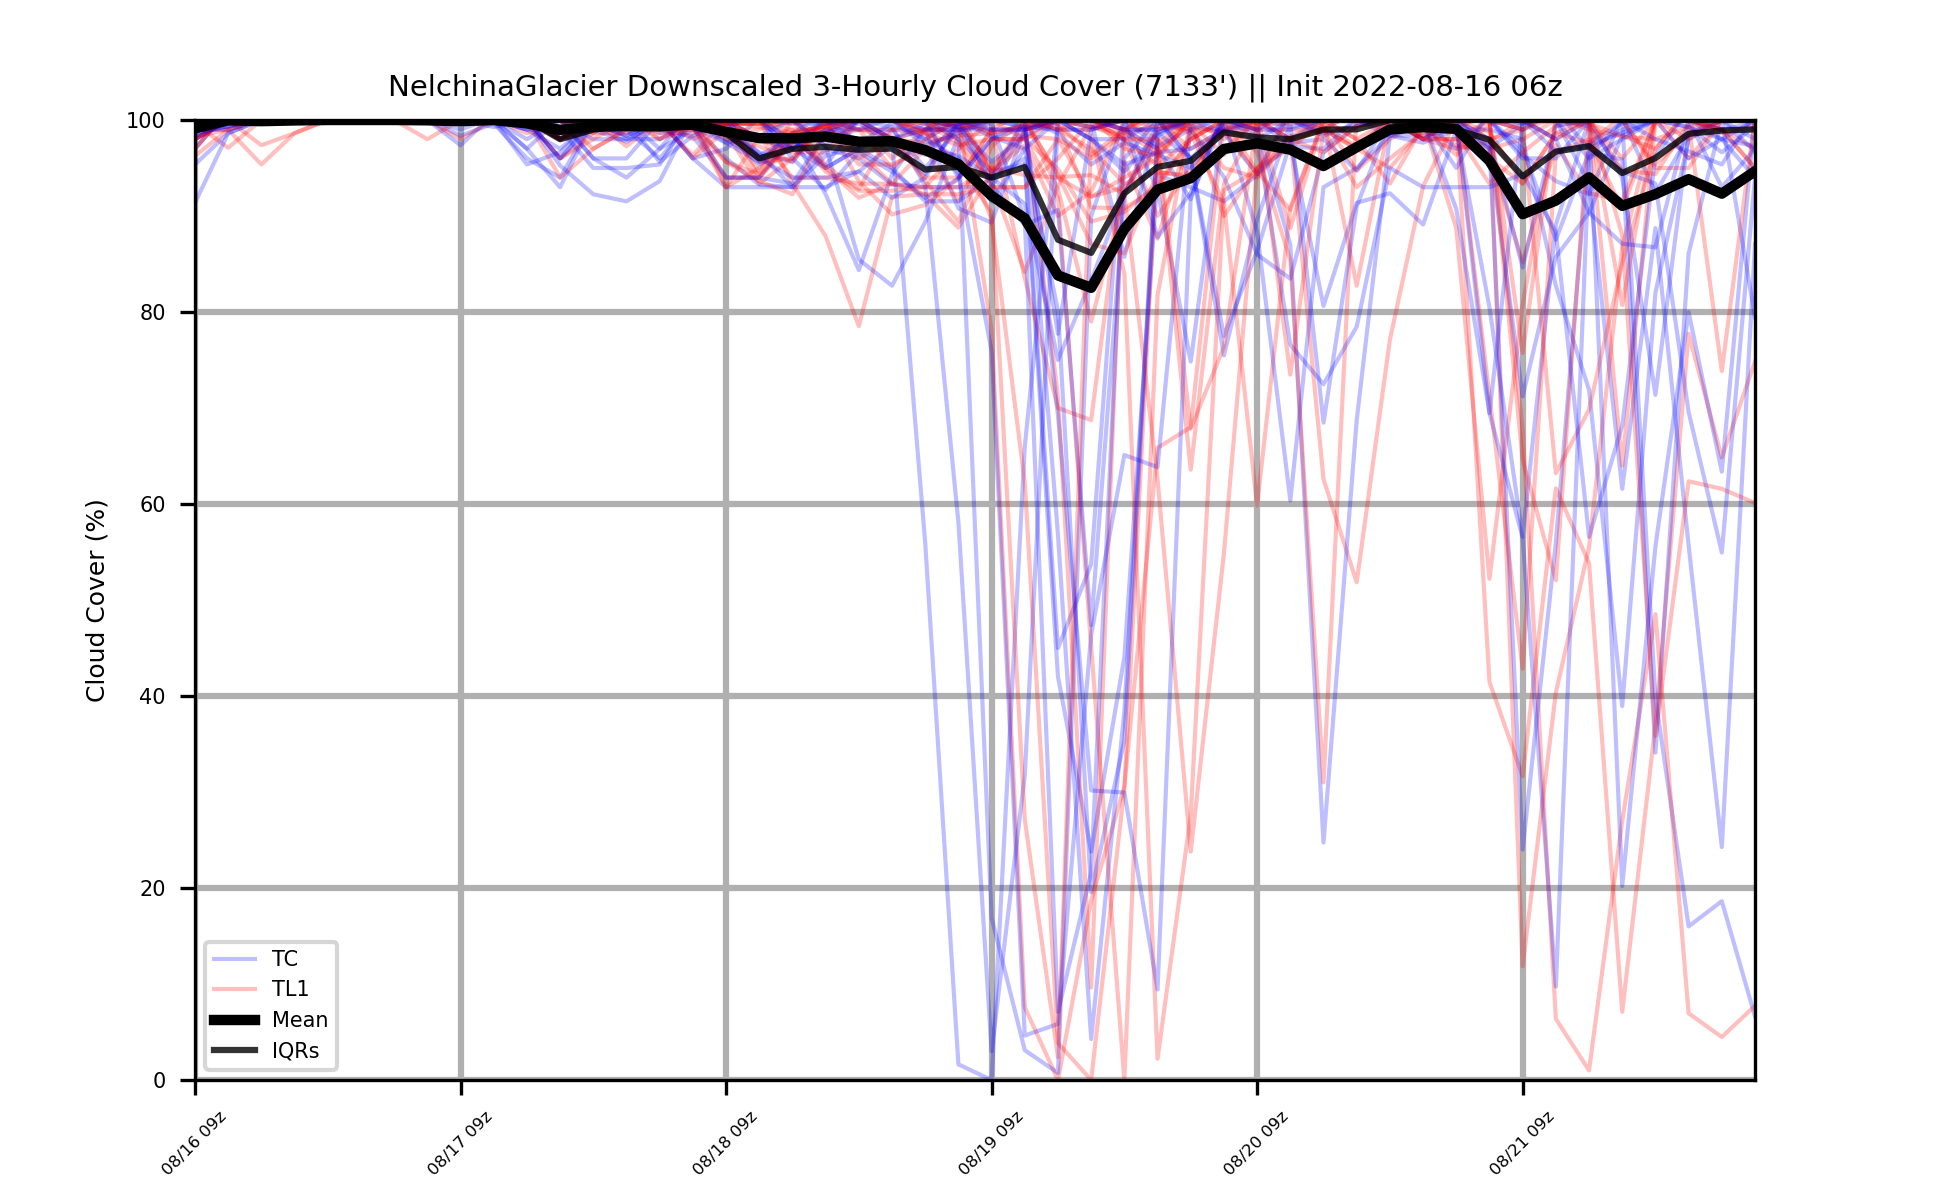 NelchinaGlacier Downscaled 3-Hourly Cloud Cover (7133') || Init 2022-08-16 06z
Cloud Cover (%)
100
80
60
40
20
0
TC
TL1
Mean
IQRs
08/16 09z
08/17 09z
08/18 09z
08/19 09z
08/20 09z
08/21 09z